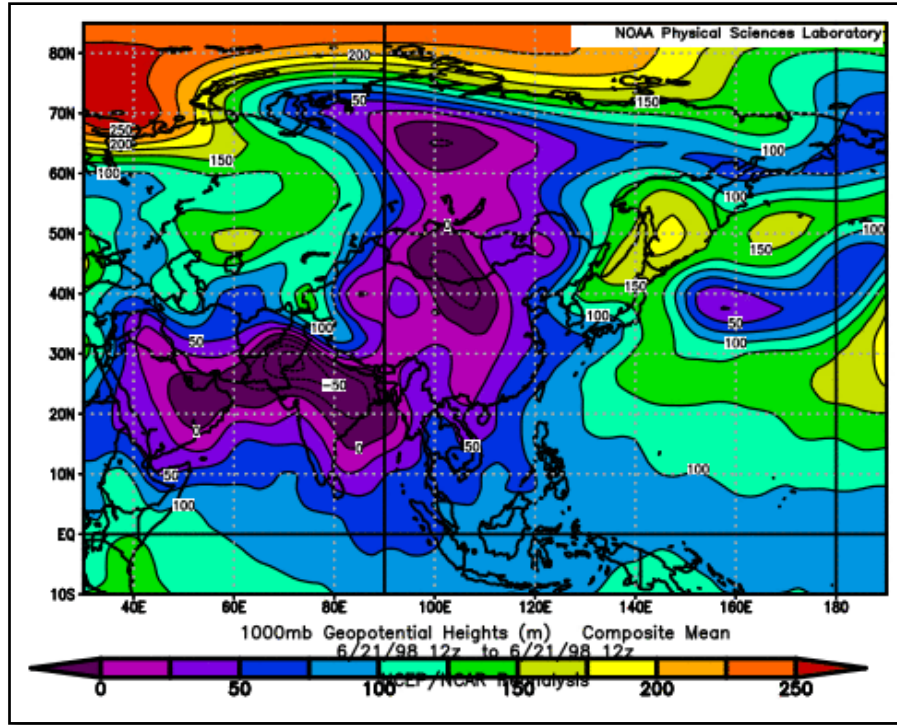 NOAA Physical Sciences Laboratory
80N
200
50
150
70N
250
200
150
100
60N
100
100
0
50N
150
100
150
40N
100
100
50
50
30N
100
-50
20N
0
0
50
50
100
10N
100
EQ
10S
40E 60E 80E 100E 120E 140E 160E 180
1000mb Geopotential Heights (m) Composite Mean
6/21/98 12z to 6/21/98 12z
NCEP/NCAR Reanalysis
0 50 100 150 200 250